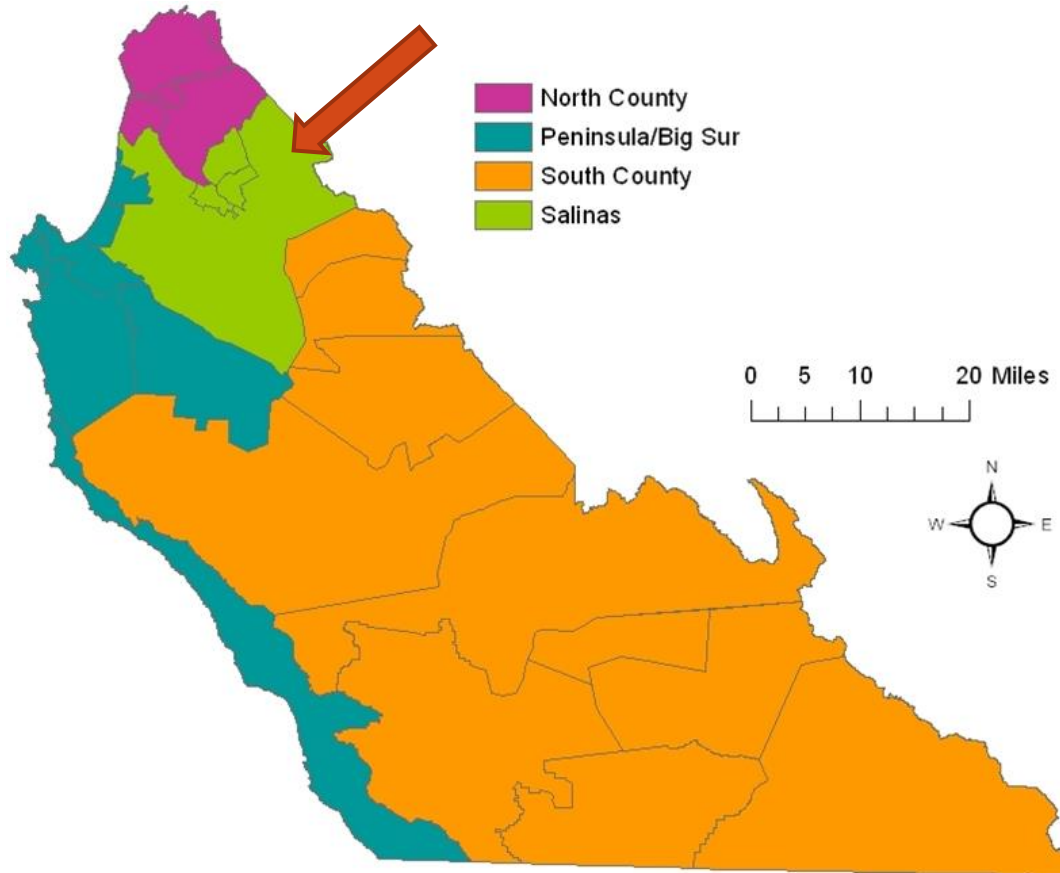 North County
Peninsula/Big Sur
South County
Salinas
0 5 10 20 Miles
N
W E
S